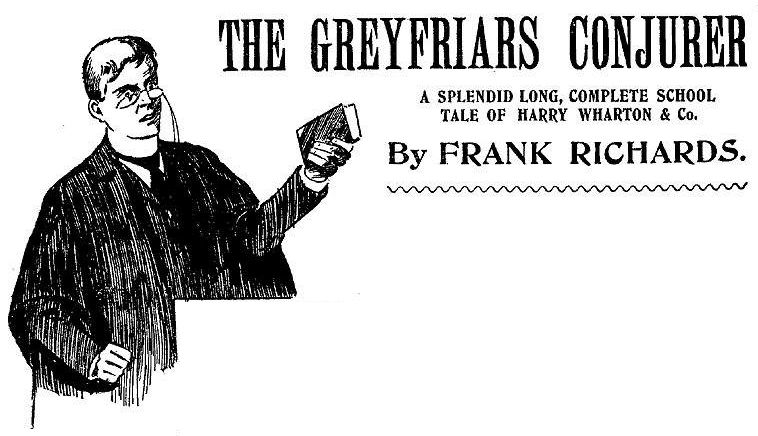 THE GREYFRIARS CONJURER
A SPLENDID LONG, COMPLETE SCHOOL
TALE OF HARRY WHARTON & Co.
By FRANK RICHARDS.